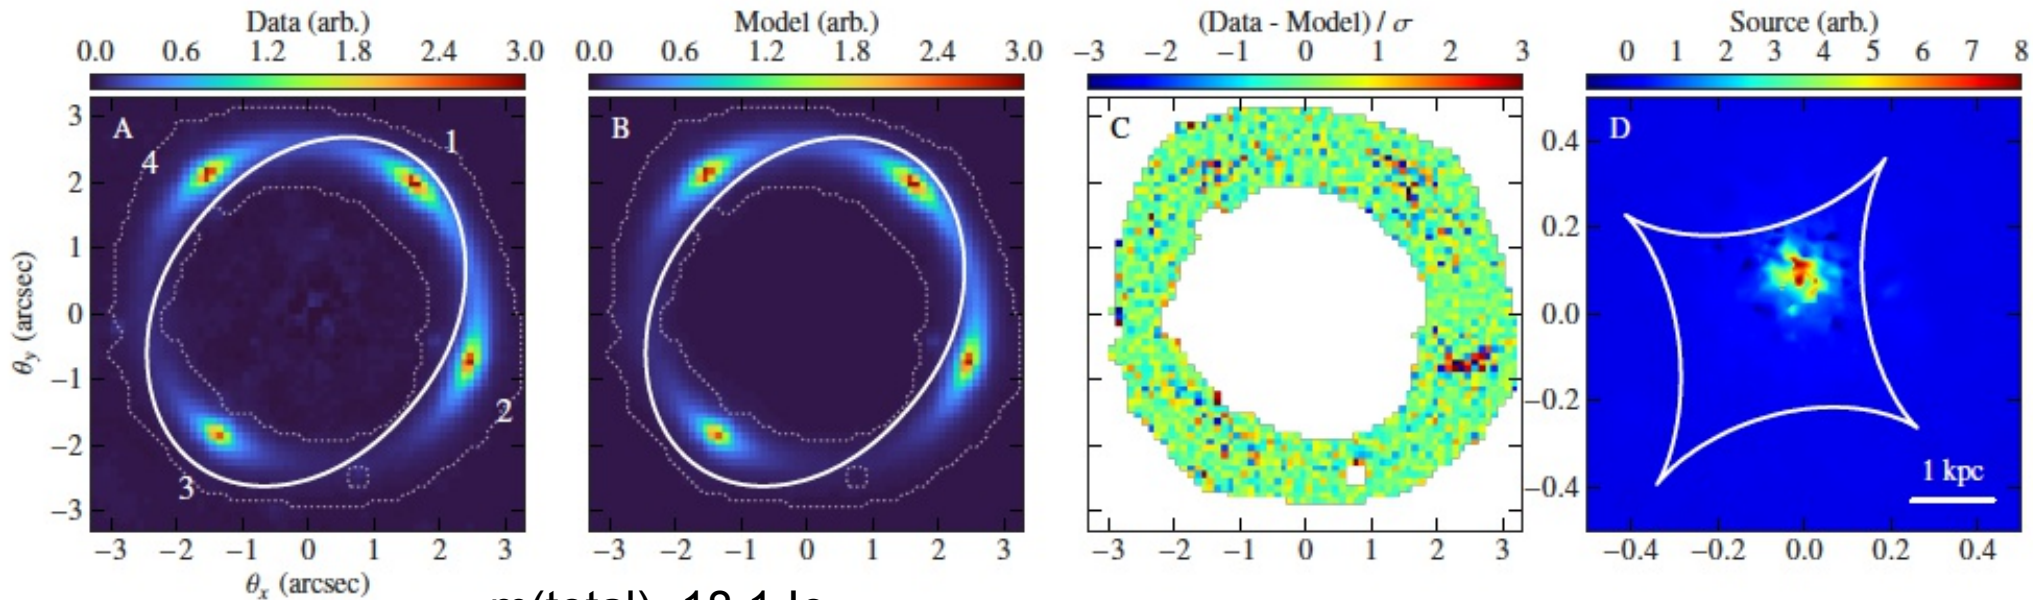 Data (arb.)
0.0 0.6 1.2 1.8 2.4 3.0
Model (arb.)
0.0 0.6 1.2 1.8 2.4 3.0
(Data - Model) / σ
−3 −2 −1 0 1 2 3
Source (arb.)
0 1 2 3 4 5 6 7 8
A
1
2
3
4
B
C
D
1 kpc
θy (arcsec)
3
2
1
0
−1
−2
−3
0.4
0.2
0.0
−0.2
−0.4
−3 −2 −1 0 1 2 3
θx (arcsec)
−3 −2 −1 0 1 2 3
−3 −2 −1 0 1 2 3
−0.4 −0.2 0.0 0.2 0.4